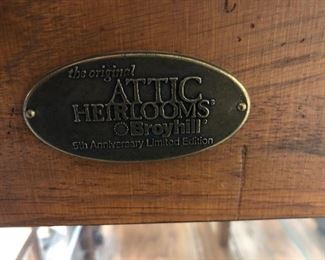 the original
ATTIC
HEIRLOOMS®
Broyhill®
5th Anniversary Limited Edition